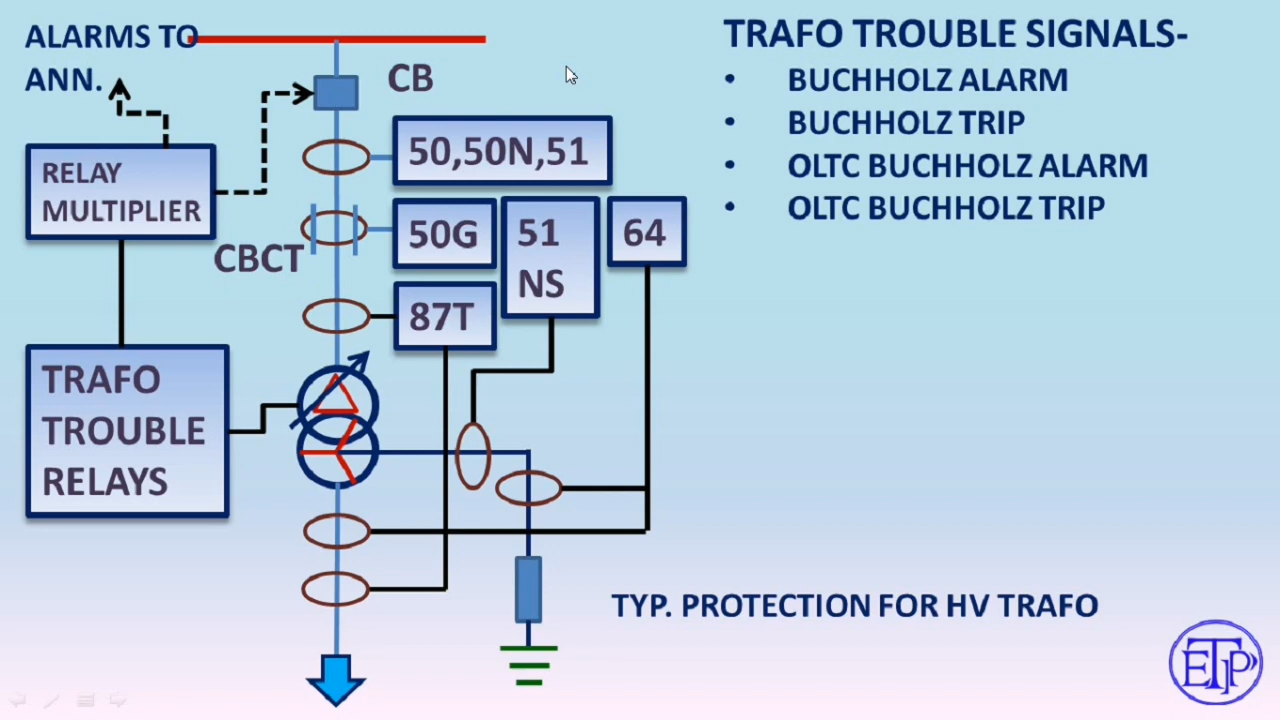 ALARMS TO
ANN.
CB
RELAY
MULTIPLIER
50,50N,51
CBCT
50G
51
NS
64
87T
TRAFO
TROUBLE
RELAYS
TRAFO TROUBLE SIGNALS-
• BUCHHOLZ ALARM
• BUCHHOLZ TRIP
• OLTC BUCHHOLZ ALARM
• OLTC BUCHHOLZ TRIP
TYP. PROTECTION FOR HV TRAFO
ETIP